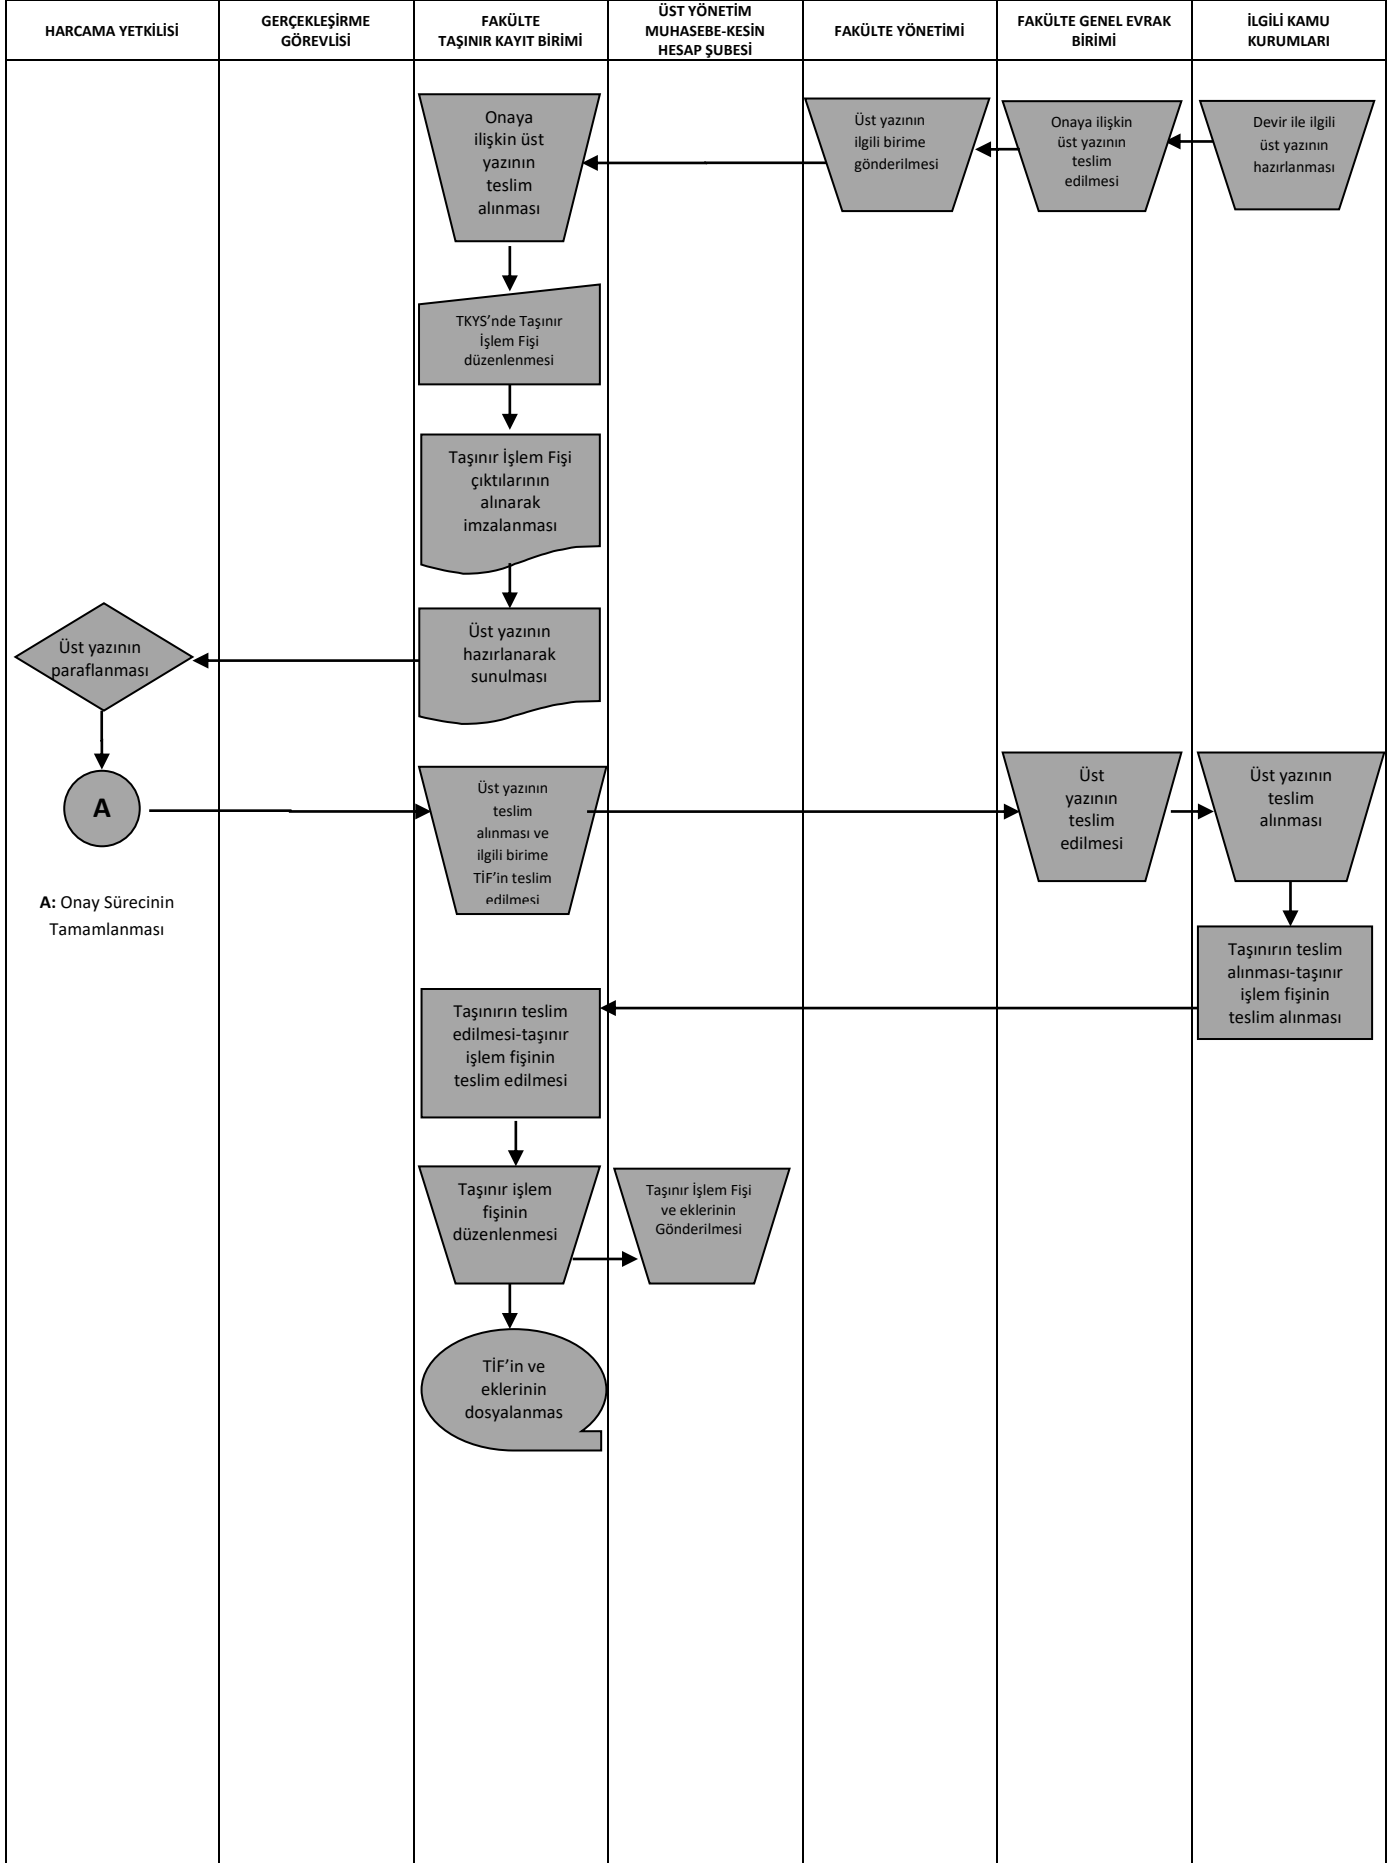 HARCAMA YETKİLİSİ
GERÇEKLEŞİRME
GÖREVLİSİ
FAKÜLTE
TAŞINIR KAYIT BİRİMİ
ÜST YÖNETİM
MUHASEBE-KESİN
HESAP ŞUBESİ
FAKÜLTE YÖNETİMİ
FAKÜLTE GENEL EVRAK
BİRİMİ
İLGİLİ KAMU
KURUMLARI
Onaya
ilişkin üst
yazının
teslim
alınması
Üst yazının
ilgili birime
gönderilmesi
Onaya ilişkin
üst yazının
teslim
edilmesi
Devir ile ilgili
üst yazının
hazırlanması
TKYS’nde Taşınır
İşlem Fişi
düzenlenmesi
Taşınır İşlem Fişi
çıktılarının
alınarak
imzalanması
Üst yazının
paraflanması
Üst yazının
hazırlanarak
sunulması
A
Üst yazının
teslim
alınması ve
ilgili birime
TİF’in teslim
edilmesi
Üst
yazının
teslim
edilmesi
Üst yazının
teslim
alınması
A: Onay Sürecinin
Tamamlanması
Taşınırın teslim
alınması-taşınır
işlem fişinin
teslim alınması
Taşınırın teslim
edilmesi-taşınır
işlem fişinin
teslim edilmesi
Taşınır işlem
fişinin
düzenlenmesi
Taşınır İşlem Fişi
ve eklerinin
Gönderilmesi
TİF’in ve
eklerinin
dosyalanmas